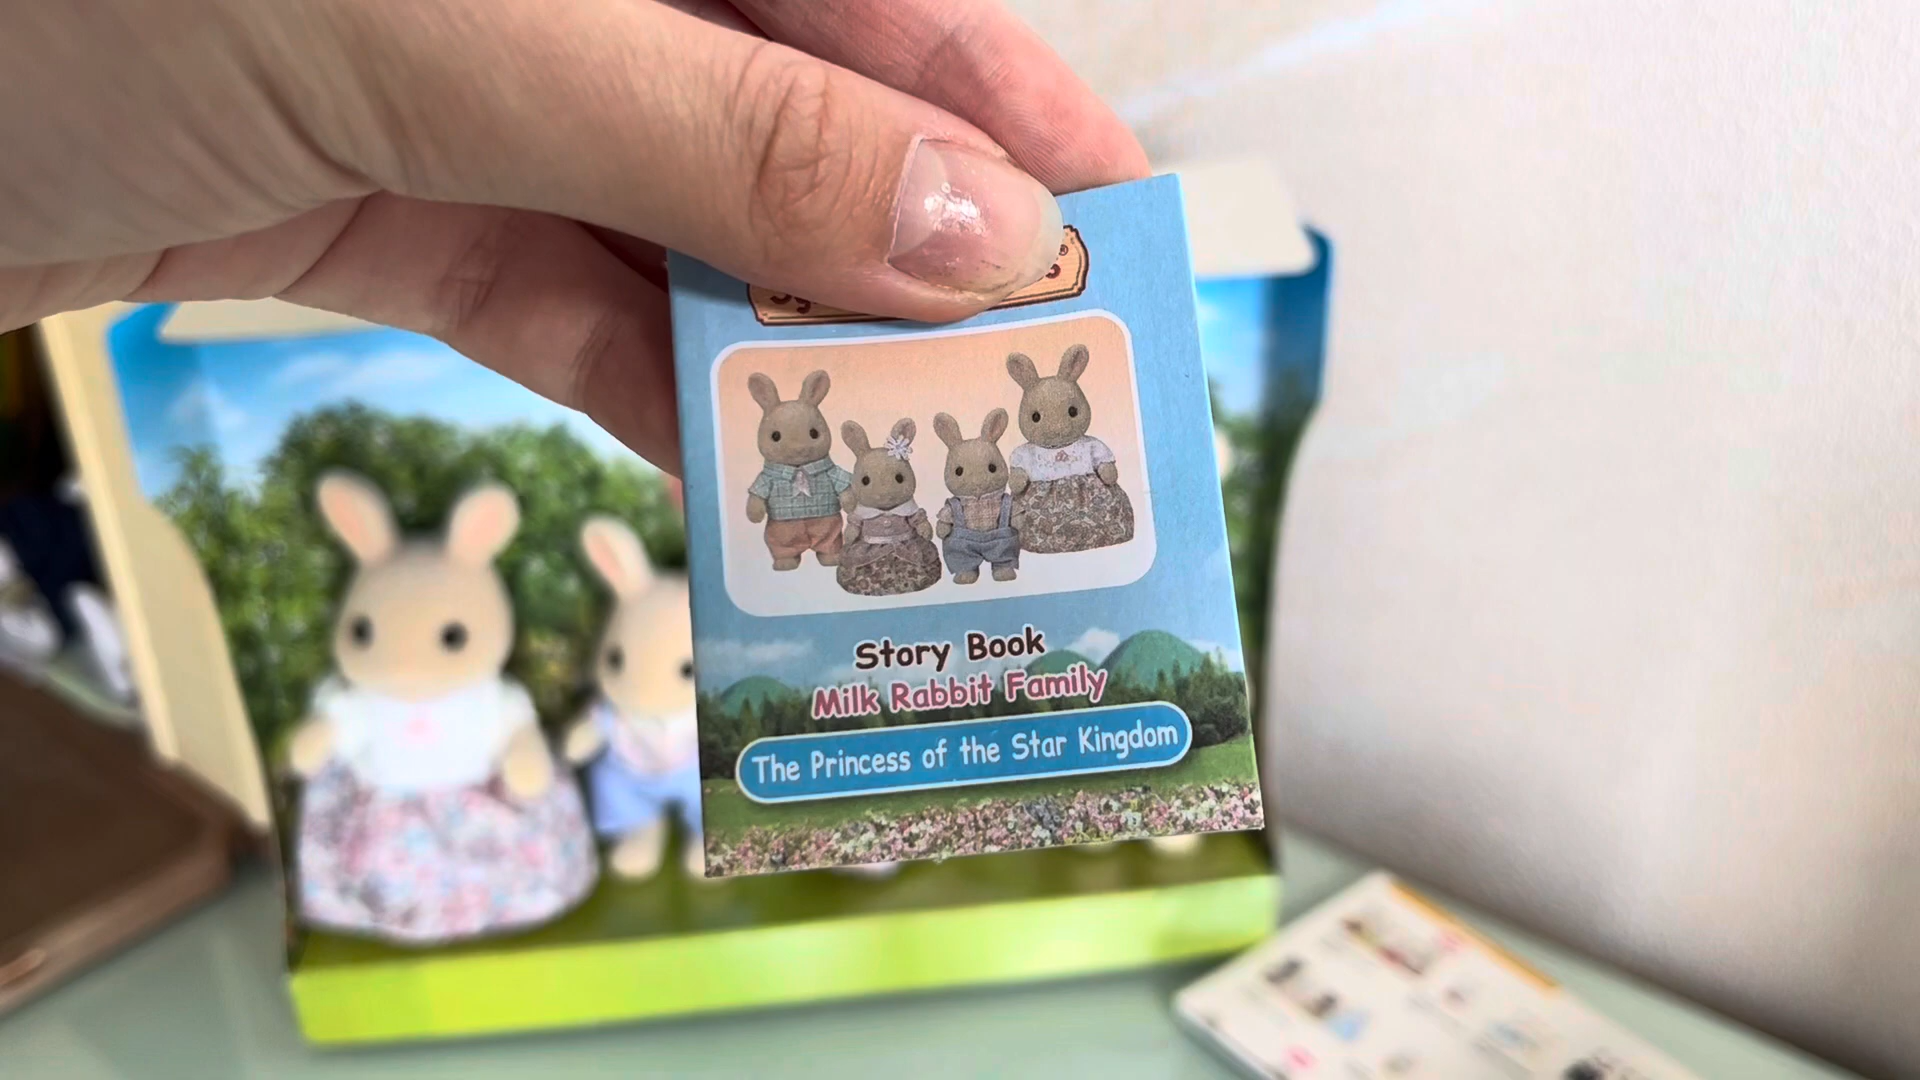 Story Book
Milk Rabbit Family
The Princess of the Star Kingdom